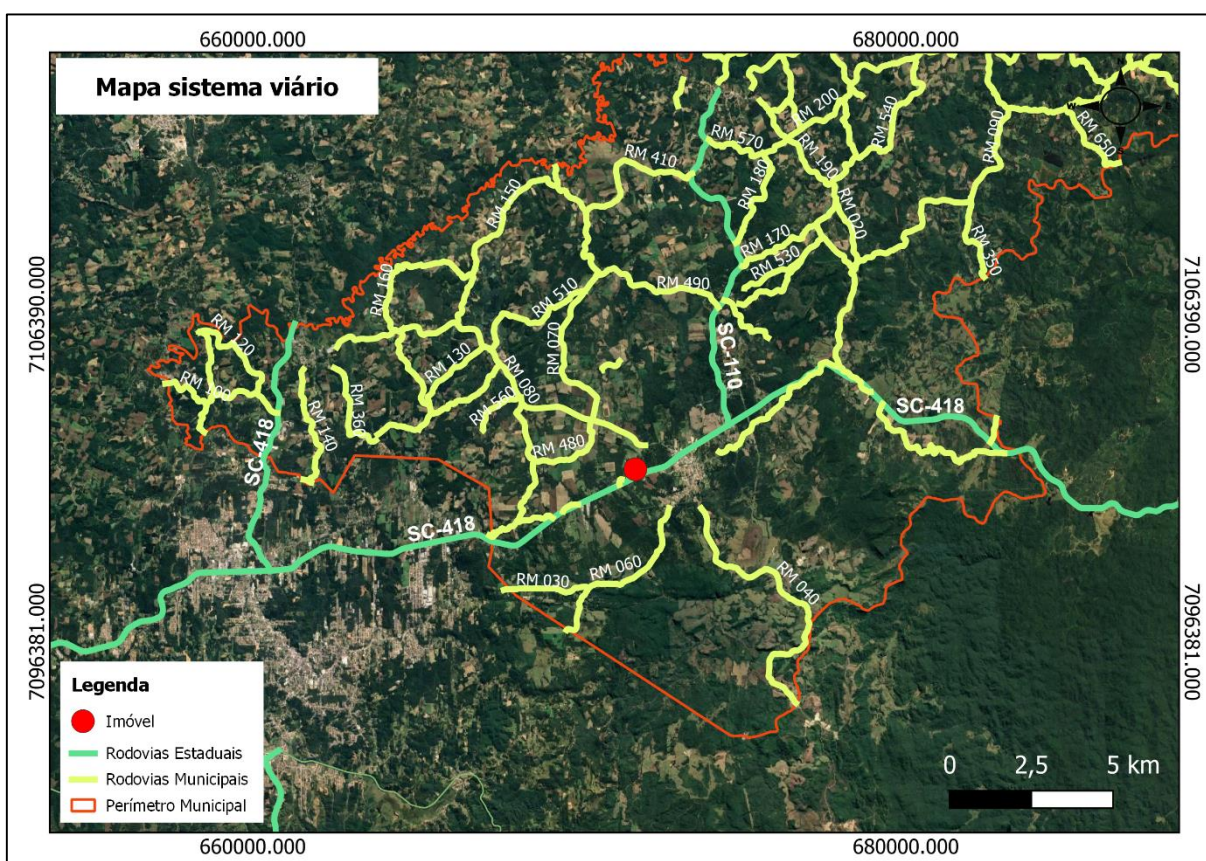 660000.000
680000.000
Mapa sistema viário
RM 200
RM 540
RM 090
RM 650
RM 570
RM 190
RM 410
RM 180
RM 150
RM 020
RM 170
RM 530
RM 350
RM 160
RM 490
RM 510
7106390.000
7106390.000
RM 120
RM 070
SC-110
RM 130
RM 080
RM 360
RM 560
RM 140
SC-418
SC-418
RM 480
SC-418
RM 030
RM 060
RM 040
7096381.000
7096381.000
Legenda
Imóvel
Rodovias Estaduais
Rodovias Municipais
Perímetro Municipal
0 2,5 5 km
660000.000
680000.000